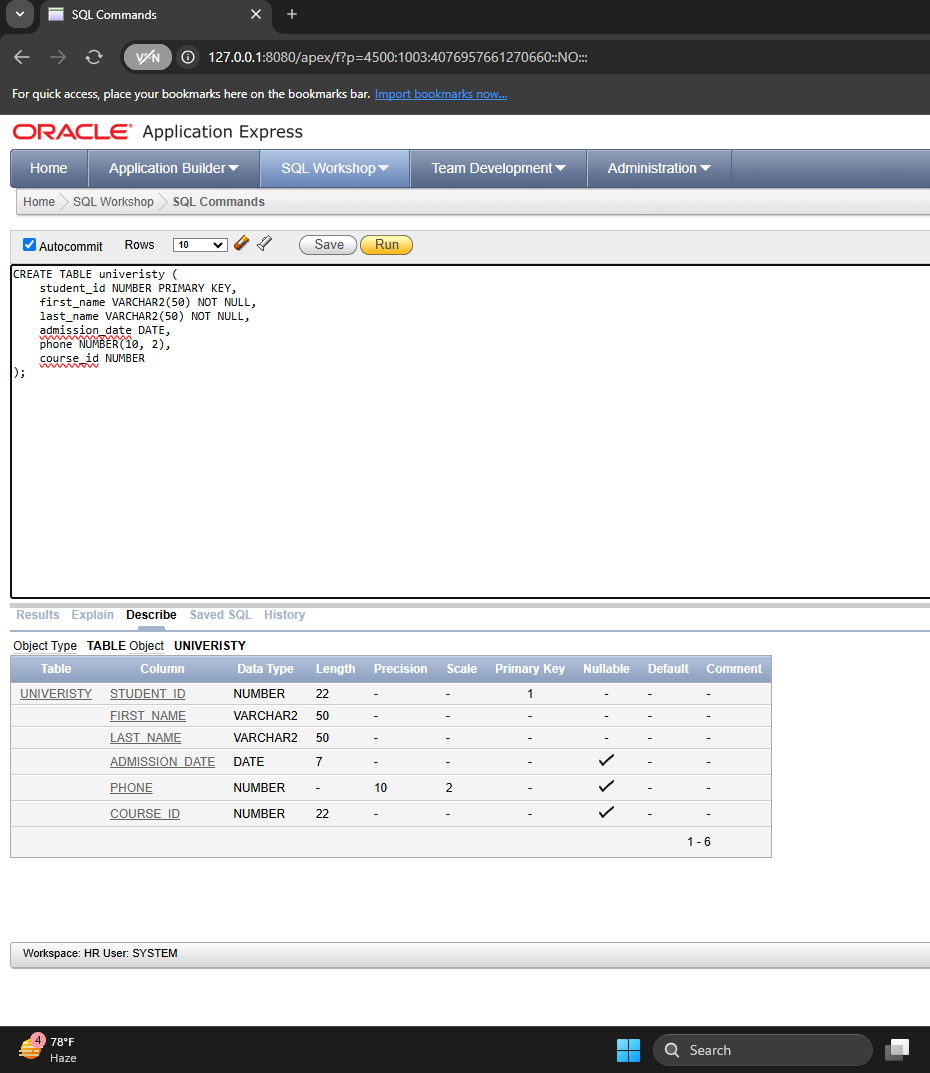 SQL Commands
VPN
127.0.0.1:8080/apex/f?p=4500:1003:4076957661270660::NO:::
For quick access, place your bookmarks here on the bookmarks bar. Import bookmarks now...
ORACLE Application Express
Home Application Builder SQL Workshop Team Development Administration
Home SQL Workshop SQL Commands
Autocommit Rows 10 Save Run
CREATE TABLE univeristy (
    student_id NUMBER PRIMARY KEY,
    first_name VARCHAR2(50) NOT NULL,
    last_name VARCHAR2(50) NOT NULL,
    admission_date DATE,
    phone NUMBER(10, 2),
    course_id NUMBER
);
Results Explain Describe Saved SQL History
Object Type TABLE Object UNIVERISTY
Table Column Data Type Length Precision Scale Primary Key Nullable Default Comment
UNIVERISTY STUDENT_ID NUMBER 22 - - 1 - - -
FIRST_NAME VARCHAR2 50 - - - - - -
LAST_NAME VARCHAR2 50 - - - - - -
ADMISSION_DATE DATE 7 - - - ✓ - -
PHONE NUMBER - 10 2 - ✓ - -
COURSE_ID NUMBER 22 - - - ✓ - -
1 - 6
Workspace: HR User: SYSTEM
4
78°F
Haze
Search